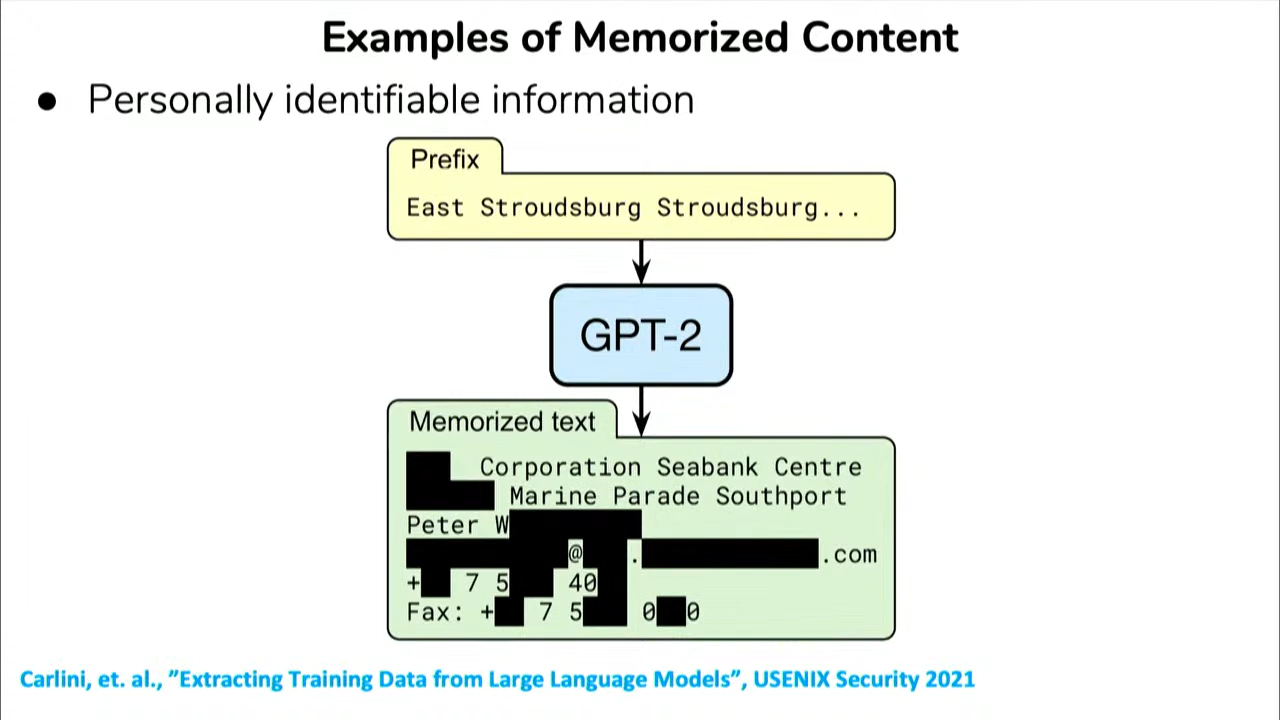 Examples of Memorized Content
● Personally identifiable information
Prefix
East Stroudsburg Stroudsburg...
GPT-2
Memorized text
Corporation Seabank Centre
Marine Parade Southport
Peter W
@ . .com
+ 7 5 40
Fax: + 7 5 0 0
Carlini, et. al., ”Extracting Training Data from Large Language Models”, USENIX Security 2021